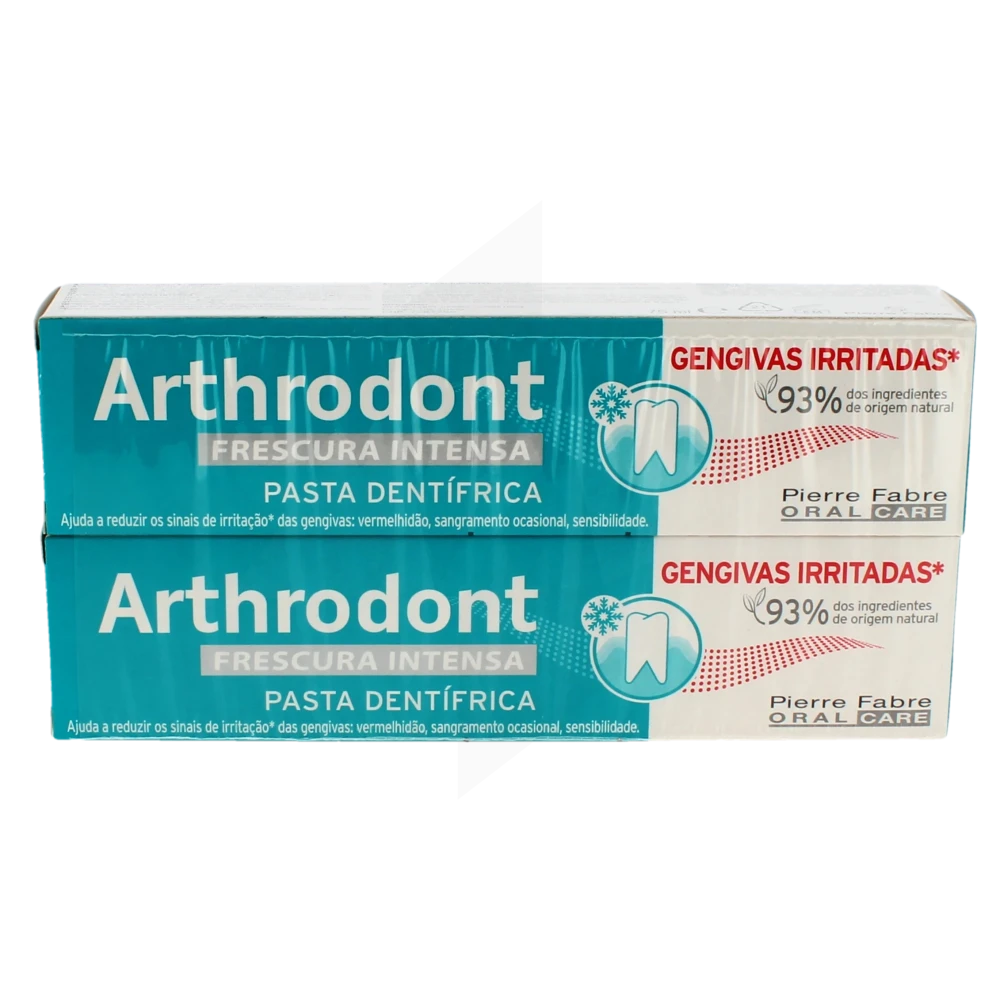 75 ml
Arthrodont
FRESCURA INTENSA
PASTA DENTÍFRICA
Ajuda a reduzir os sinais de irritação* das gengivas: vermelhidão, sangramento ocasional, sensibilidade.
GENGIVAS IRRITADAS*
93% dos ingredientes
de origem natural
Pierre Fabre
ORAL CARE
Arthrodont
FRESCURA INTENSA
PASTA DENTÍFRICA
Ajuda a reduzir os sinais de irritação* das gengivas: vermelhidão, sangramento ocasional, sensibilidade.
GENGIVAS IRRITADAS*
93% dos ingredientes
de origem natural
Pierre Fabre
ORAL CARE